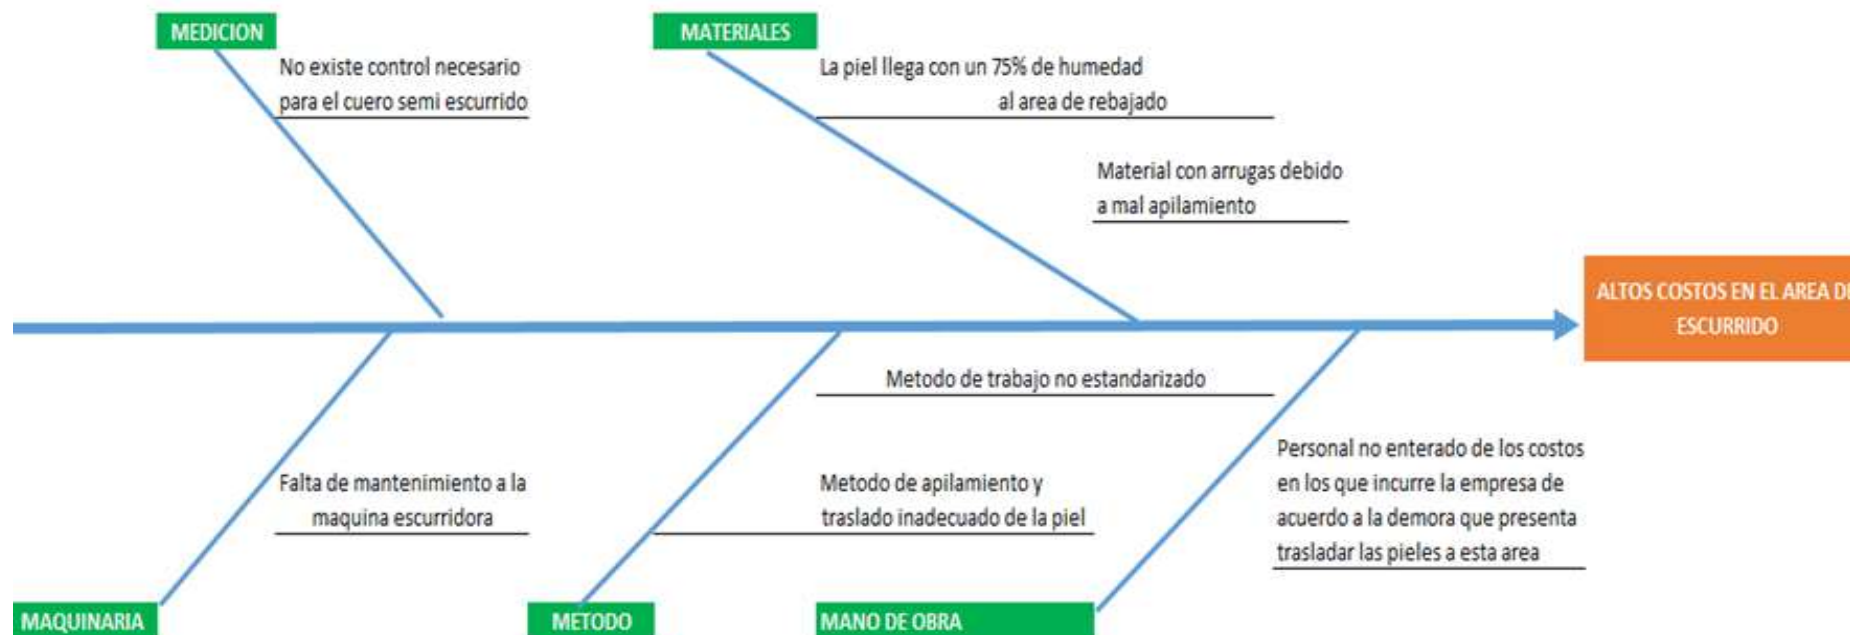 MEDICION
No existe control necesario
para el cuero semi escurrido
MATERIALES
La piel llega con un 75% de humedad
al area de rebajado
Material con arrugas debido
a mal apilamiento
ALTOS COSTOS EN EL AREA
ESCURRIDO
Metodo de trabajo no estandarizado
Falta de mantenimiento a la
maquina escurridora
Metodo de apilamiento y
traslado inadecuado de la piel
Personal no enterado de los costos
en los que incurre la empresa de
acuerdo a la demora que presenta
trasladar las pieles a esta area
MAQUINARIA
METODO
MANO DE OBRA